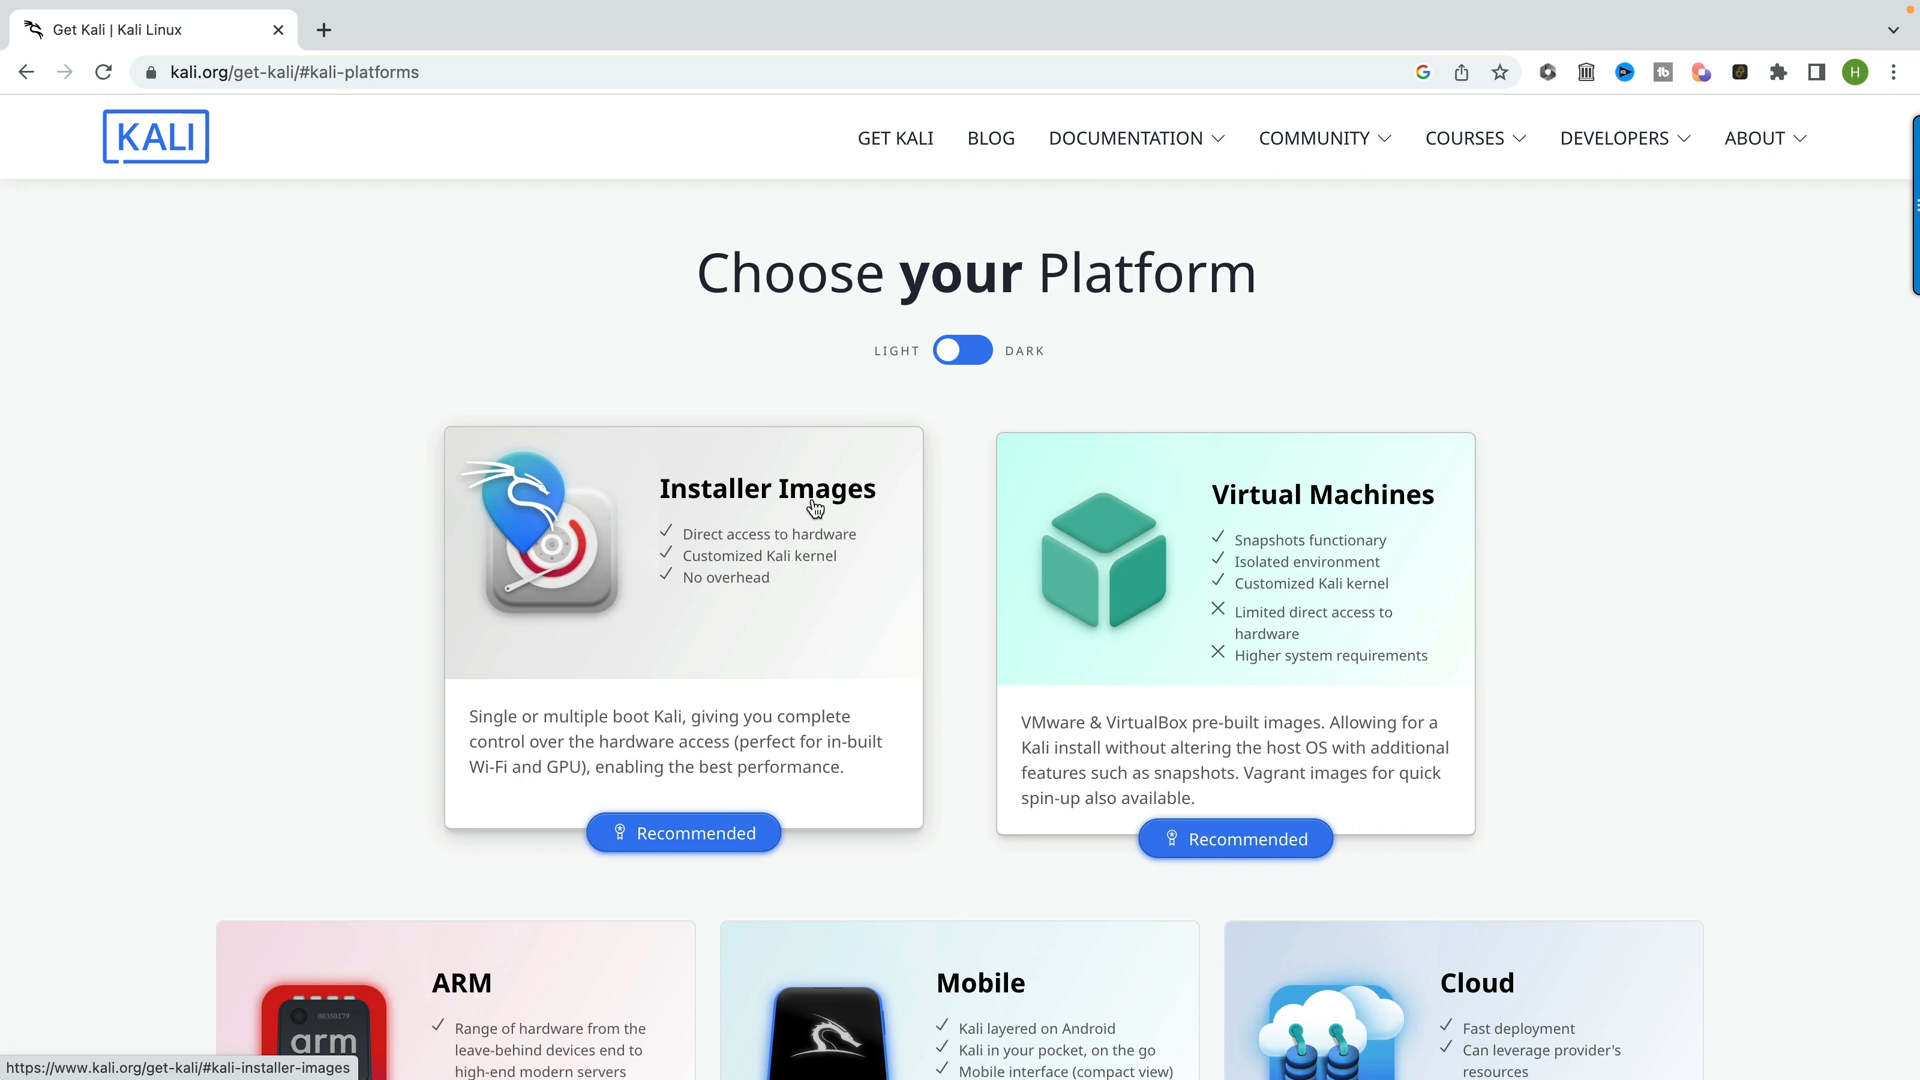 Get Kali | Kali Linux
kali.org/get-kali/#kali-platforms
H
KALI
GET KALI
BLOG
DOCUMENTATION
COMMUNITY
COURSES
DEVELOPERS
ABOUT
Choose your Platform
LIGHT
DARK
Installer Images
Direct access to hardware
Customized Kali kernel
No overhead
Single or multiple boot Kali, giving you complete
control over the hardware access (perfect for in-built
Wi-Fi and GPU), enabling the best performance.
Recommended
Virtual Machines
Snapshots functionary
Isolated environment
Customized Kali kernel
Limited direct access to
hardware
Higher system requirements
VMware & VirtualBox pre-built images. Allowing for a
Kali install without altering the host OS with additional
features such as snapshots. Vagrant images for quick
spin-up also available.
Recommended
ARM
00350179
arm
Range of hardware from the
leave-behind devices end to
high-end modern servers
Mobile
Kali layered on Android
Kali in your pocket, on the go
Mobile interface (compact view)
Cloud
Fast deployment
Can leverage provider's
resources
https://www.kali.org/get-kali/#kali-installer-images